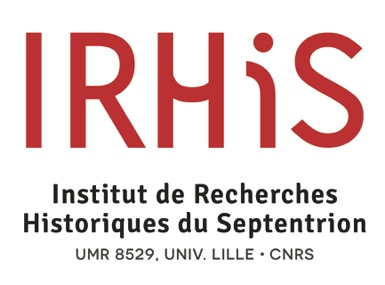 IRHiS
Institut de Recherches
Historiques du Septentrion
UMR 8529, UNIV. LILLE • CNRS